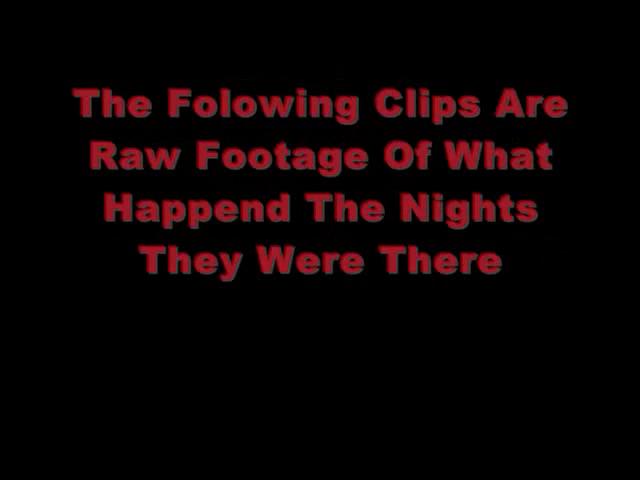 The Folowing Clips Are
Raw Footage Of What
Happend The Nights
They Were There